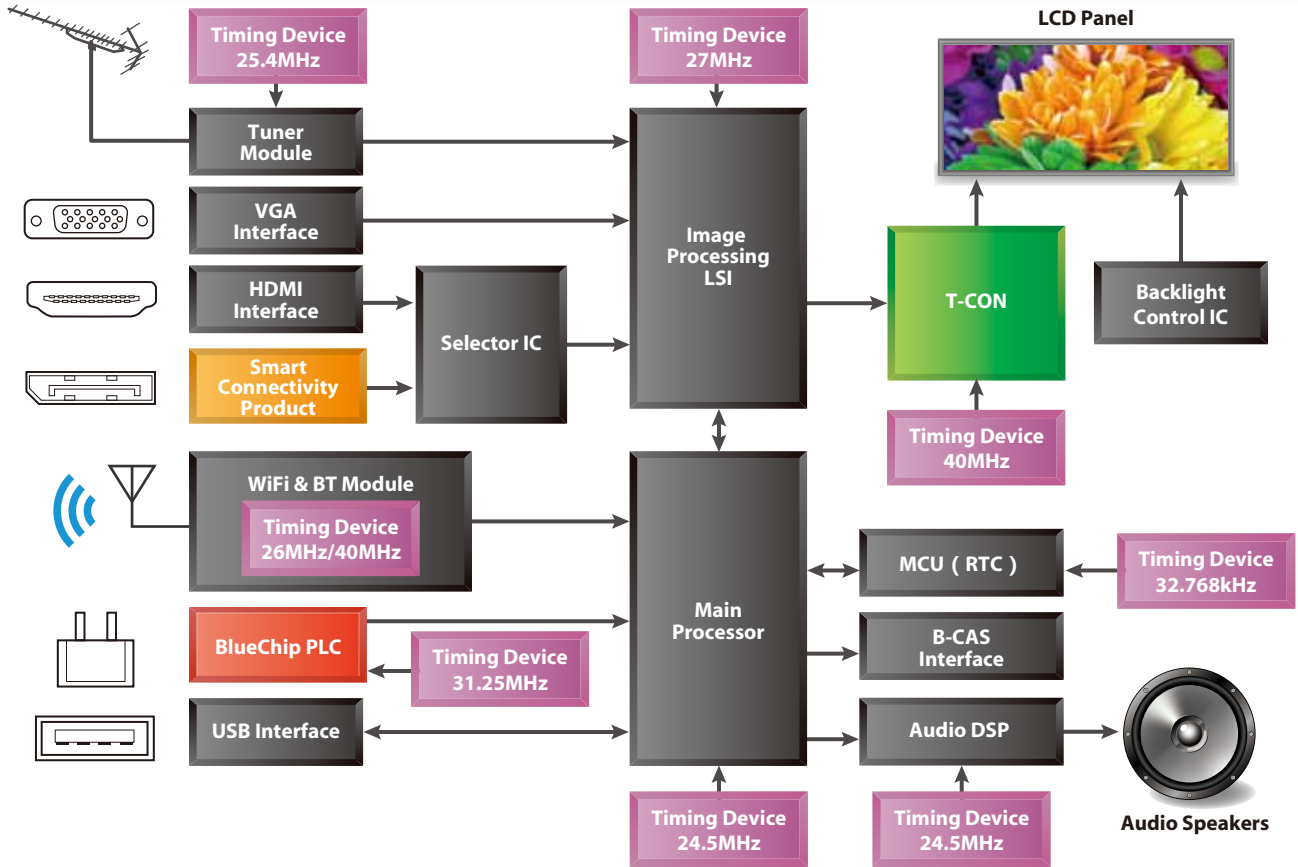 Timing Device
25.4MHz
Timing Device
27MHz
LCD Panel
Tuner
Module
VGA
Interface
HDMI
Interface
Smart
Connectivity
Product
Selector IC
Image
Processing
LSI
T-CON
Backlight
Control IC
Timing Device
40MHz
WiFi & BT Module
Timing Device
26MHz/40MHz
BlueChip PLC
Timing Device
31.25MHz
USB Interface
Main
Processor
MCU ( RTC )
Timing Device
32.768kHz
B-CAS
Interface
Audio DSP
Audio Speakers
Timing Device
24.5MHz
Timing Device
24.5MHz